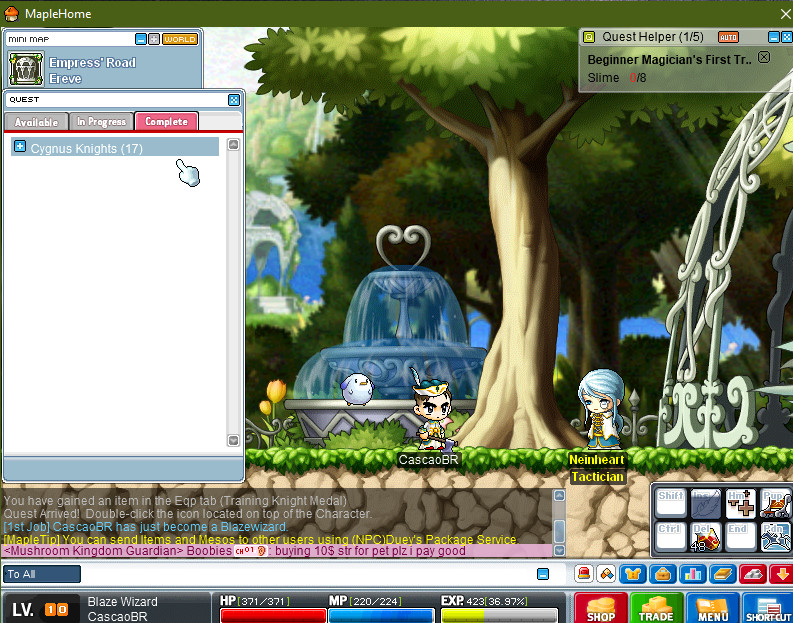 MapleHome
MINI MAP
WORLD
Empress' Road
Ereve
QUEST
Available
In Progress
Complete
Cygnus Knights (17)
Quest Helper (1/5)
AUTO
Beginner Magician's First Tr..
Slime 0/8
CascaoBR
Neinheart
Tactician
You have gained an item in the Eqp tab (Training Knight Medal)
Quest Arrived! Double-click the icon located on top of the Character.
[1st Job] CascaoBR has just become a Blazewizard.
[MapleTip] You can send Items and Mesos to other users using (NPC)Duey's Package Service.
<Mushroom Kingdom Guardian> Boobies CH01 : buying 10$ str for pet plz i pay good
To All
Shift
Ins
Hm
Pup
Ctrl
Del
End
Pdn
48
LV. 10
Blaze Wizard
CascaoBR
HP [371/371]
MP [220/224]
EXP 423[36.97%]
SHOP
TRADE
MENU
SHORT CUT